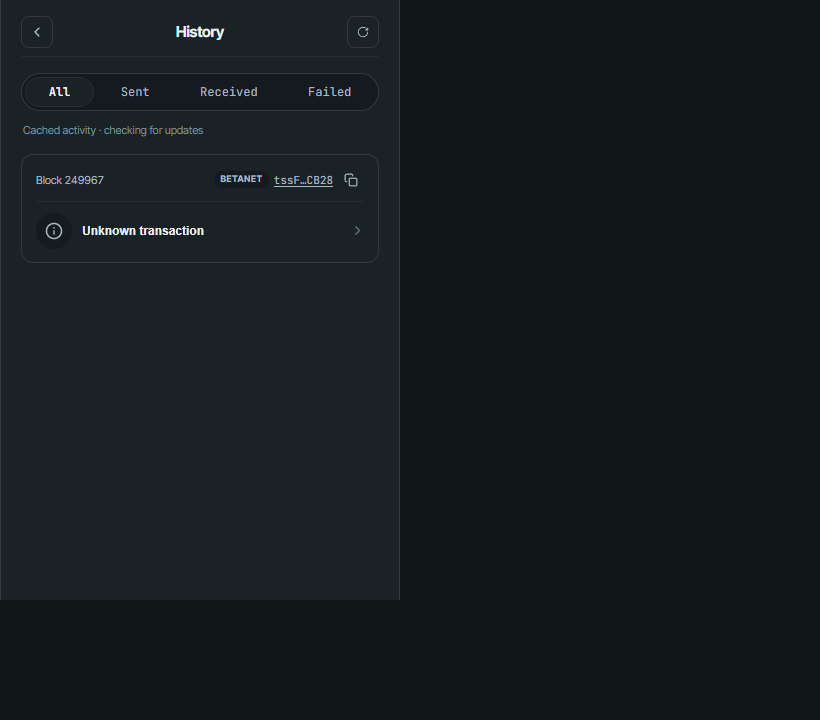 History
All Sent Received Failed
Cached activity · checking for updates
Block 249967 BETANET tssF…CB28
Unknown transaction